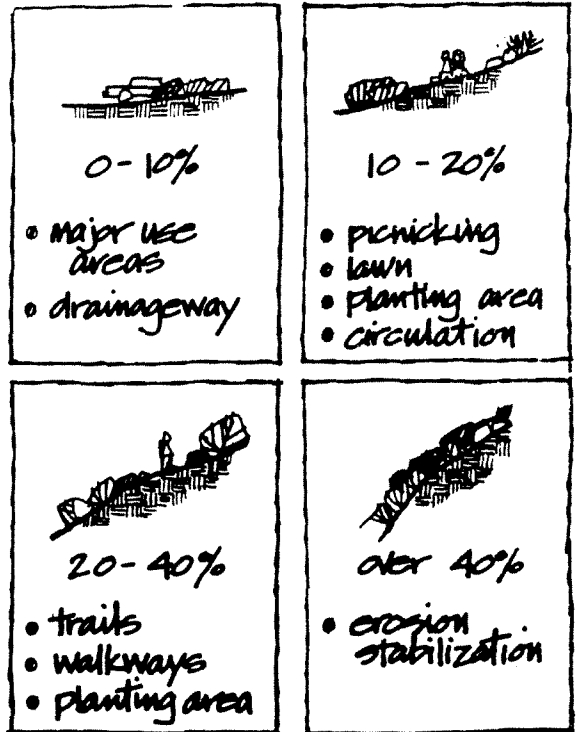 0-10%
• major use
areas
• drainageway
10 - 20%
• picnicking
• lawn
• planting area
• circulation
20-40%
• trails
• walkways
• planting area
over 40%
• erosion
stabilization